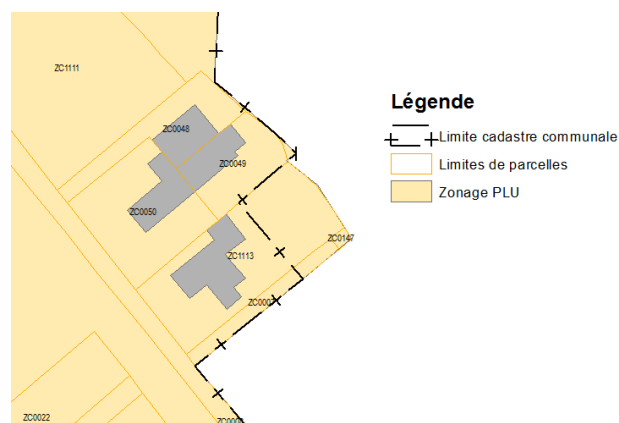 ZC1111
ZC0048
ZC0049
ZC0050
ZC0147
ZC1113
ZC0022
Légende
Limite cadastre communale
Limites de parcelles
Zonage PLU